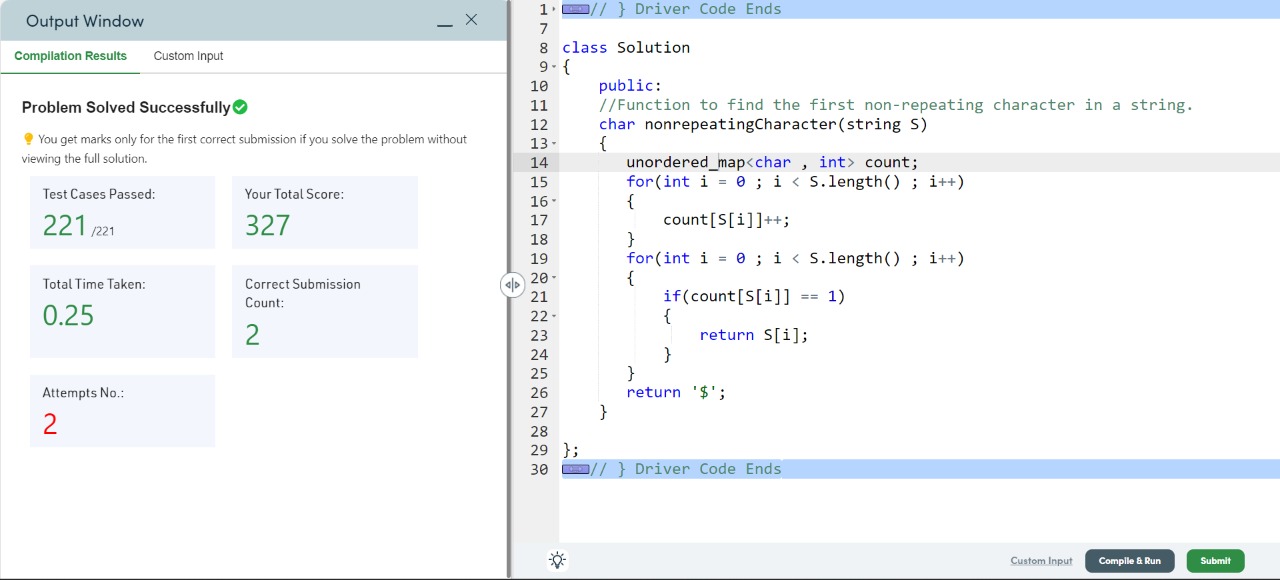 Output Window
Compilation Results Custom Input
Problem Solved Successfully
You get marks only for the first correct submission if you solve the problem without
viewing the full solution.
Test Cases Passed:
221 /221
Your Total Score:
327
Total Time Taken:
0.25
Correct Submission
Count:
2
Attempts No.:
2
1 // } Driver Code Ends
7
8 class Solution
9 {
10 public:
11 //Function to find the first non-repeating character in a string.
12 char nonrepeatingCharacter(string S)
13 {
14 unordered_map<char , int> count;
15 for(int i = 0 ; i < S.length() ; i++)
16 {
17 count[S[i]]++;
18 }
19 for(int i = 0 ; i < S.length() ; i++)
20 {
21 if(count[S[i]] == 1)
22 {
23 return S[i];
24 }
25 }
26 return '$';
27 }
28
29 };
30 // } Driver Code Ends
Custom Input Compile & Run Submit